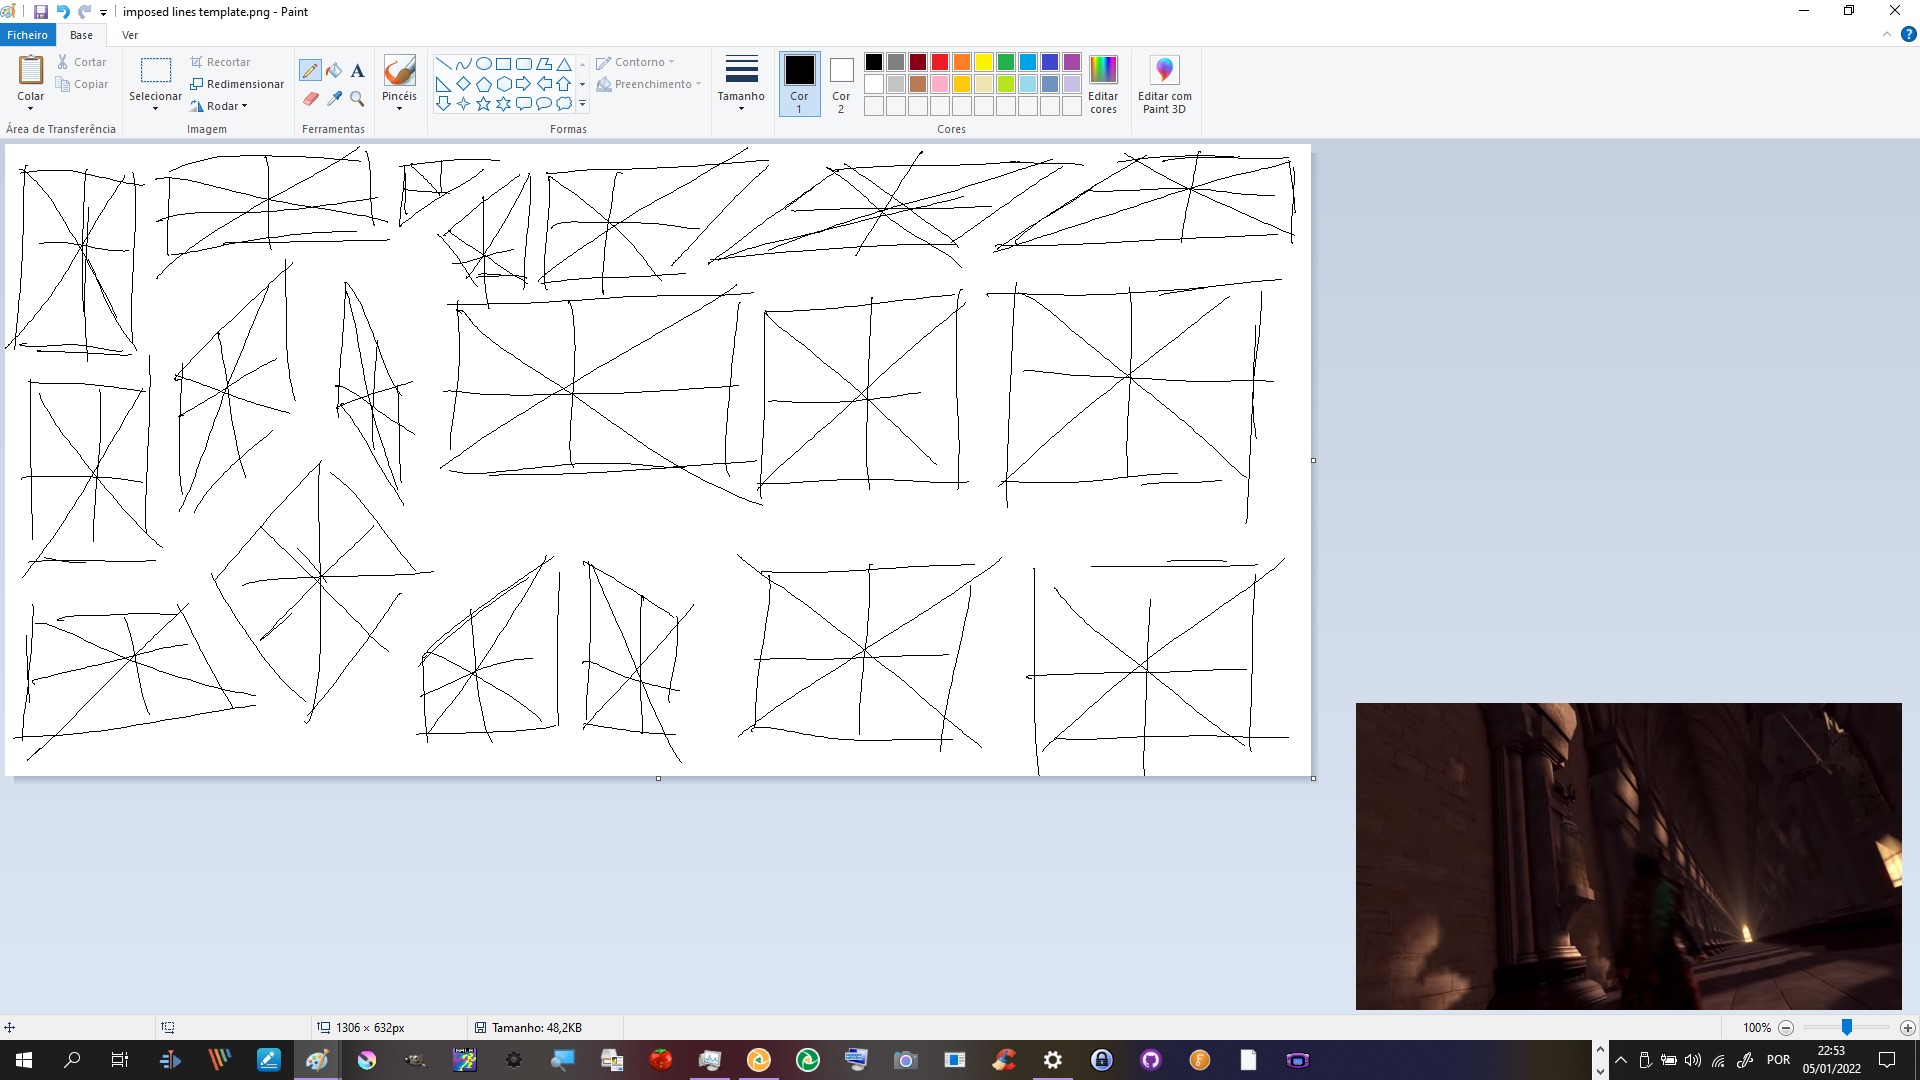 imposed lines template.png - Paint
Ficheiro Base Ver
Colar
Cortar
Copiar
Área de Transferência
Selecionar
Recortar
Redimensionar
Rodar
Imagem
A
Ferramentas
Pincéis
Contorno
Preenchimento
Formas
Tamanho
Cor
1
Cor
2
Editar
cores
Cores
Editar com
Paint 3D
1306 × 632px
Tamanho: 48,2KB
100%
POR
22:53
05/01/2022